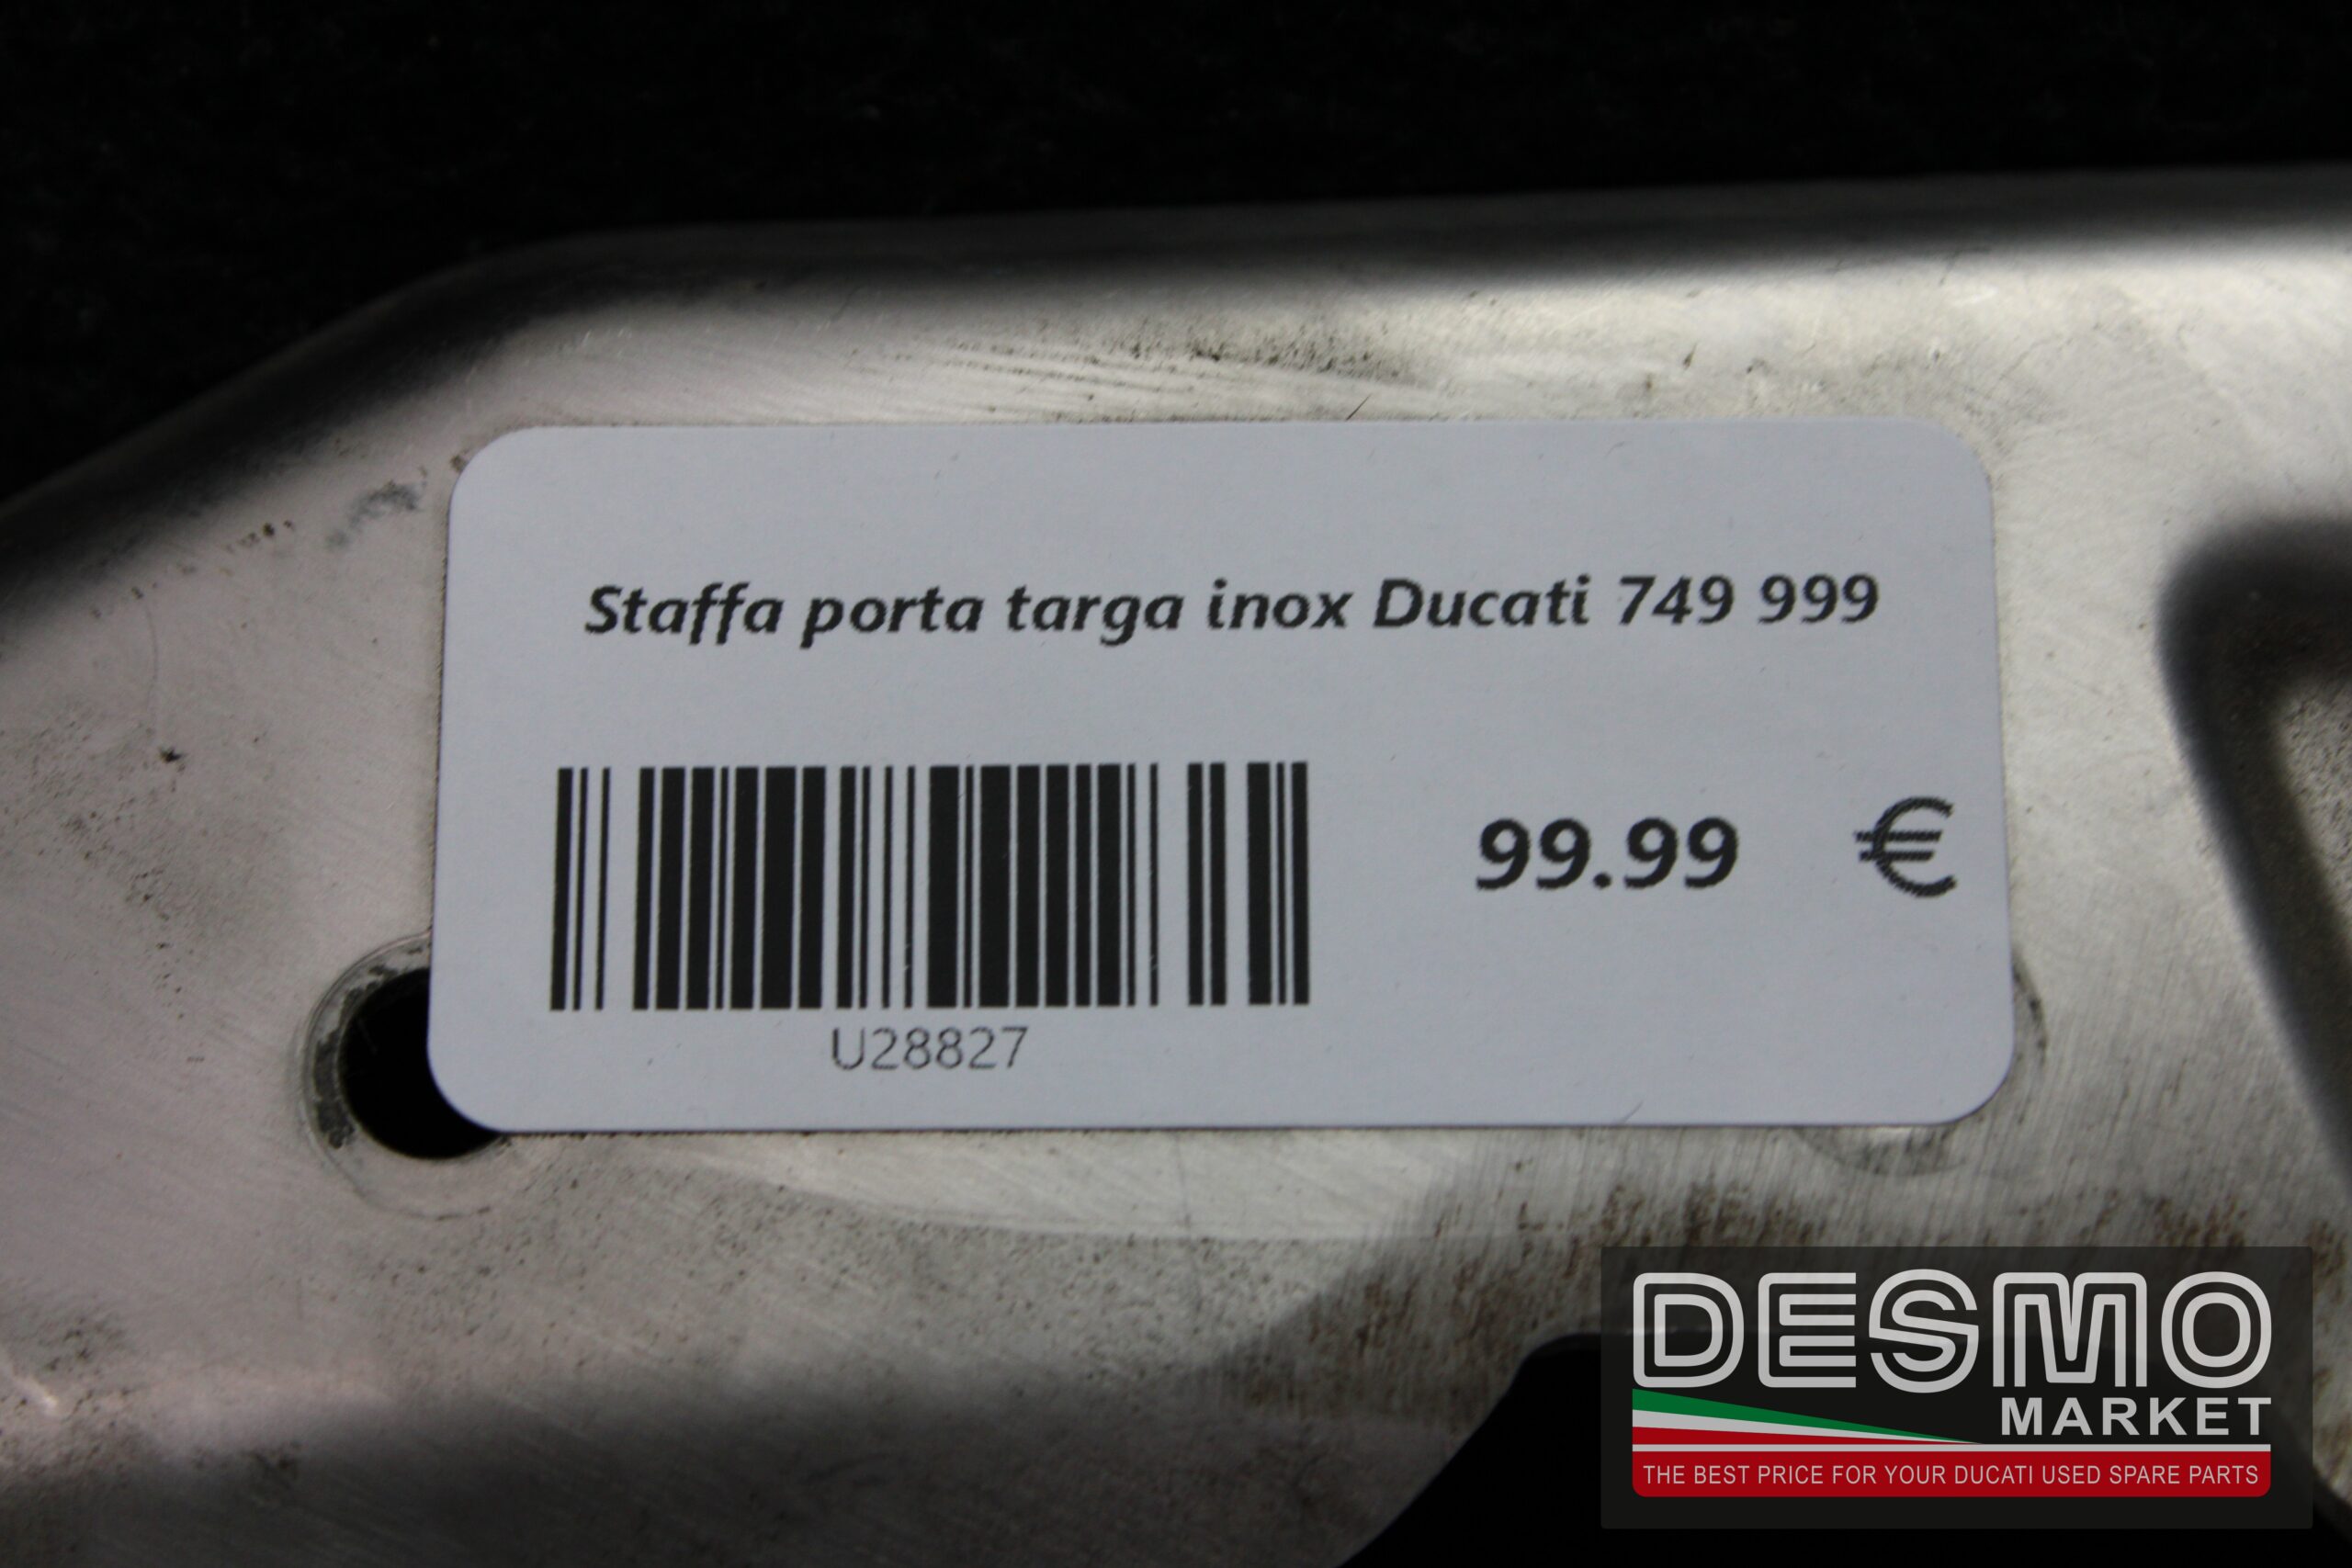 Staffa porta targa inox Ducati 749 999
99.99 €
U28827
DESMO
MARKET
THE BEST PRICE FOR YOUR DUCATI USED SPARE PARTS